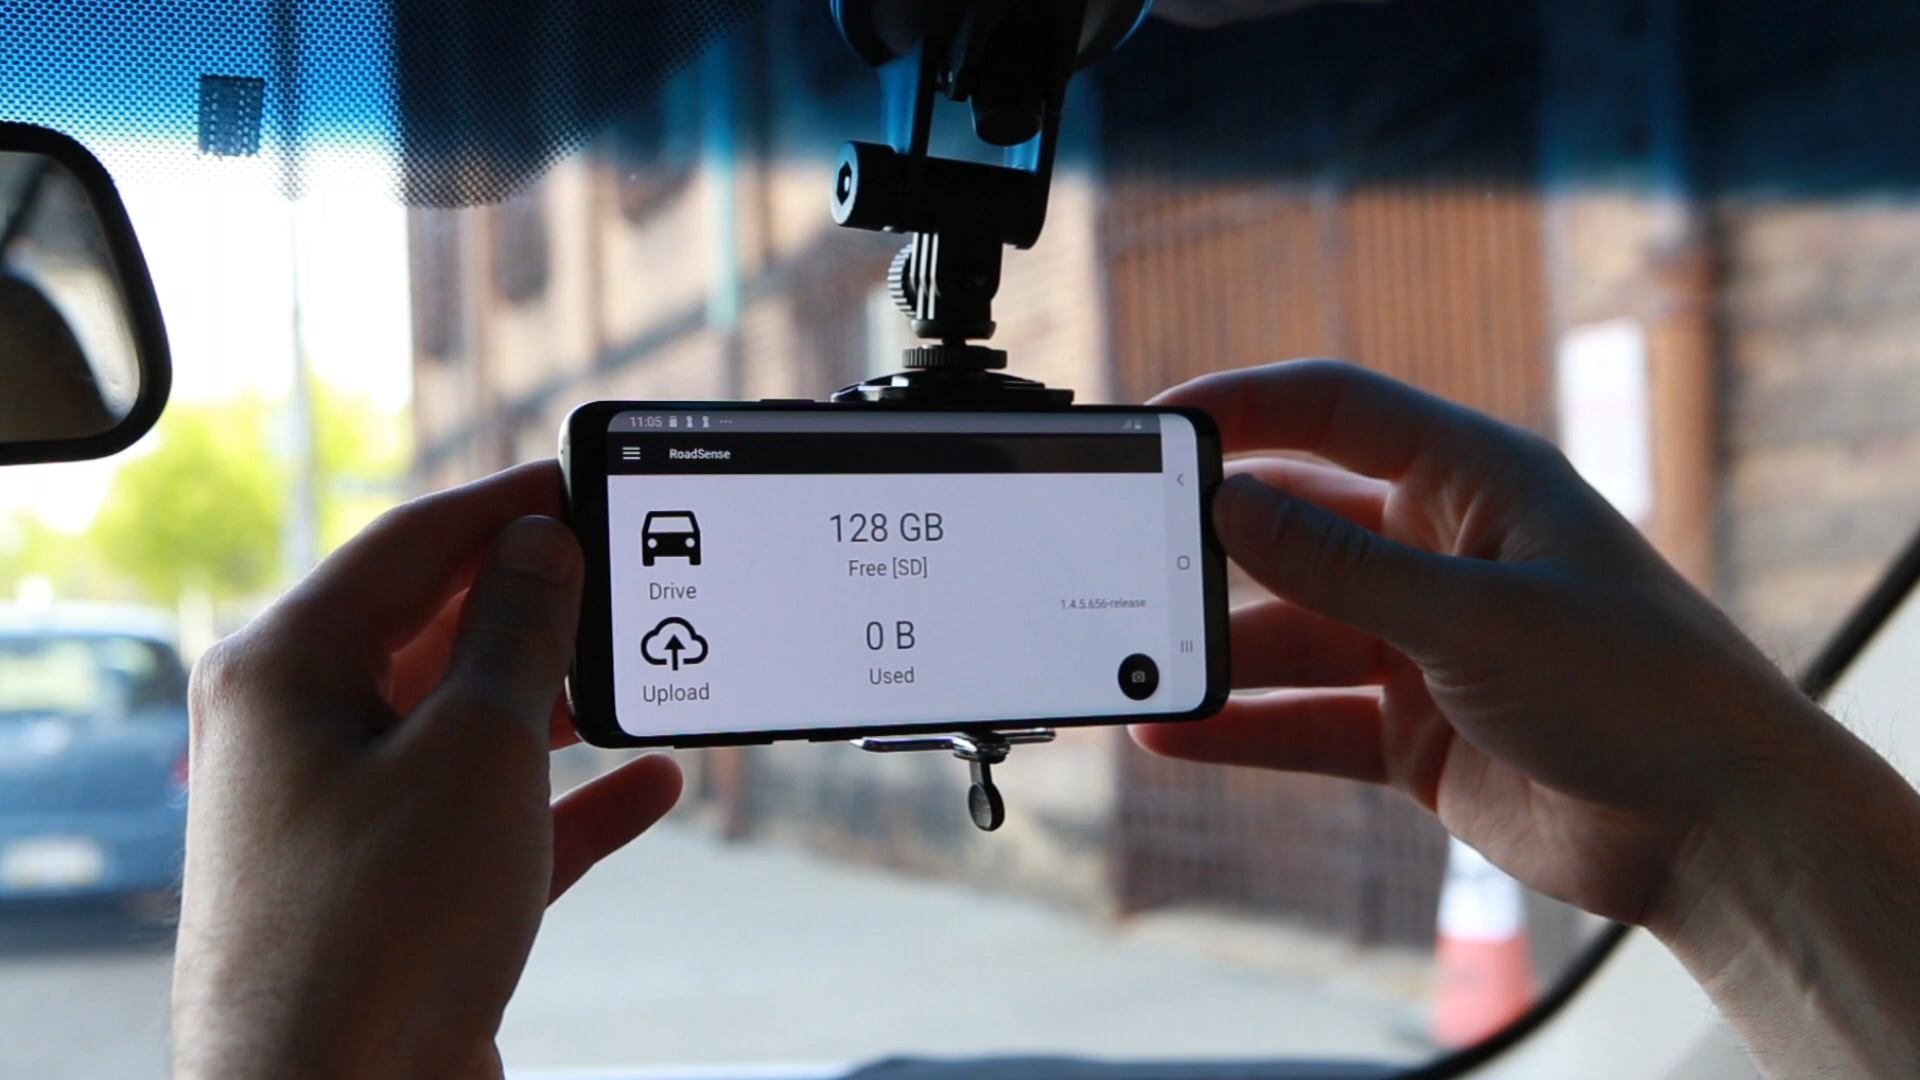 11:05
RoadSense
Drive
128 GB
Free [SD]
1.4.5.656-release
Upload
0 B
Used